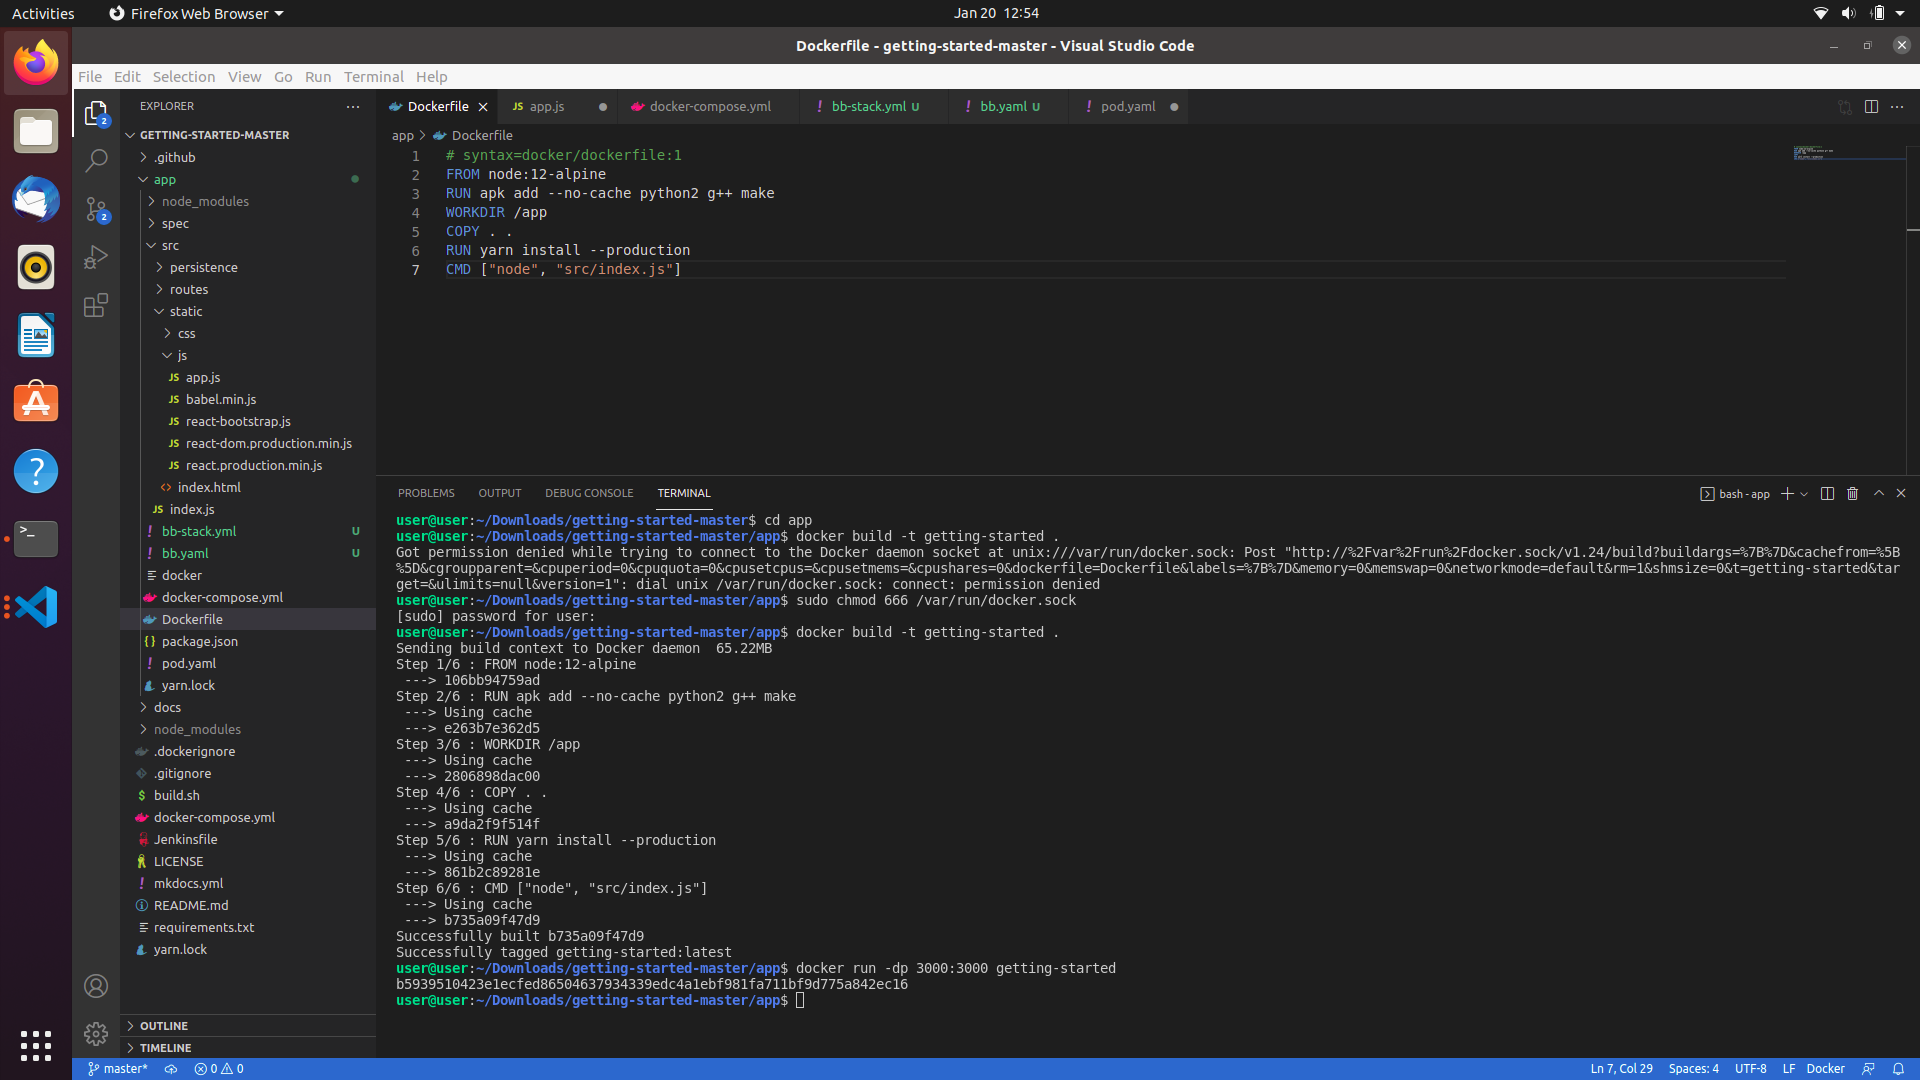 Activities
Firefox Web Browser
Jan 20 12:54
Dockerfile - getting-started-master - Visual Studio Code
File Edit Selection View Go Run Terminal Help
EXPLORER
GETTING-STARTED-MASTER
.github
app
node_modules
spec
src
persistence
routes
static
css
js
JS app.js
JS babel.min.js
JS react-bootstrap.js
JS react-dom.production.min.js
JS react.production.min.js
<> index.html
JS index.js
! bb-stack.yml U
! bb.yaml U
docker
docker-compose.yml
Dockerfile
{} package.json
! pod.yaml
yarn.lock
docs
node_modules
.dockerignore
.gitignore
$ build.sh
docker-compose.yml
Jenkinsfile
LICENSE
! mkdocs.yml
README.md
requirements.txt
yarn.lock
OUTLINE
TIMELINE
2
2
Dockerfile
JS app.js
docker-compose.yml
! bb-stack.yml U
! bb.yaml U
! pod.yaml
app > Dockerfile
1 # syntax=docker/dockerfile:1
2 FROM node:12-alpine
3 RUN apk add --no-cache python2 g++ make
4 WORKDIR /app
5 COPY . .
6 RUN yarn install --production
7 CMD ["node", "src/index.js"]
PROBLEMS OUTPUT DEBUG CONSOLE TERMINAL
bash - app
user@user:~/Downloads/getting-started-master$ cd app
user@user:~/Downloads/getting-started-master/app$ docker build -t getting-started .
Got permission denied while trying to connect to the Docker daemon socket at unix:///var/run/docker.sock: Post "http://%2Fvar%2Frun%2Fdocker.sock/v1.24/build?buildargs=%7B%7D&cachefrom=%5B
%5D&cgroupparent=&cpuperiod=0&cpuquota=0&cpusetcpus=&cpusetmems=&cpushares=0&dockerfile=Dockerfile&labels=%7B%7D&memory=0&memswap=0&networkmode=default&rm=1&shmsize=0&t=getting-started&tar
get=&ulimits=null&version=1": dial unix /var/run/docker.sock: connect: permission denied
user@user:~/Downloads/getting-started-master/app$ sudo chmod 666 /var/run/docker.sock
[sudo] password for user:
user@user:~/Downloads/getting-started-master/app$ docker build -t getting-started .
Sending build context to Docker daemon  65.22MB
Step 1/6 : FROM node:12-alpine
---> 106bb94759ad
Step 2/6 : RUN apk add --no-cache python2 g++ make
---> Using cache
---> e263b7e362d5
Step 3/6 : WORKDIR /app
---> Using cache
---> 2806898dac00
Step 4/6 : COPY . .
---> Using cache
---> a9da2f9f514f
Step 5/6 : RUN yarn install --production
---> Using cache
---> 861b2c89281e
Step 6/6 : CMD ["node", "src/index.js"]
---> Using cache
---> b735a09f47d9
Successfully built b735a09f47d9
Successfully tagged getting-started:latest
user@user:~/Downloads/getting-started-master/app$ docker run -dp 3000:3000 getting-started
b5939510423e1ecfed86504637934339edc4a1ebf981fa711bf9d775a842ec16
user@user:~/Downloads/getting-started-master/app$
master* 0 0
Ln 7, Col 29 Spaces: 4 UTF-8 LF Docker